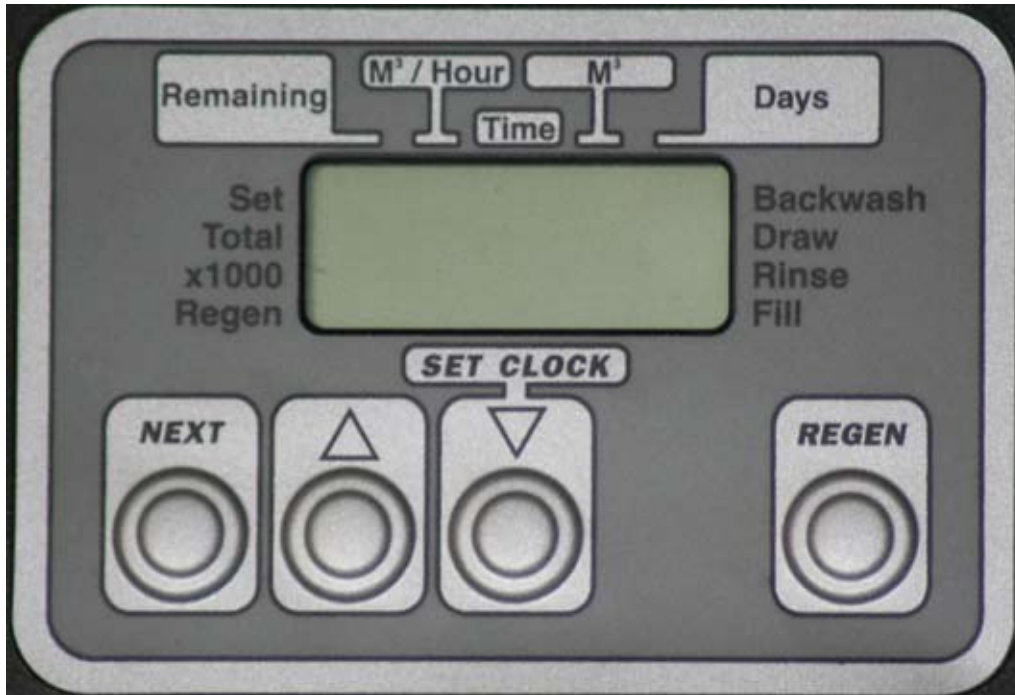 Remaining
M³ / Hour
M³
Days
Time
Set
Total
x1000
Regen
Backwash
Draw
Rinse
Fill
SET CLOCK
NEXT
REGEN